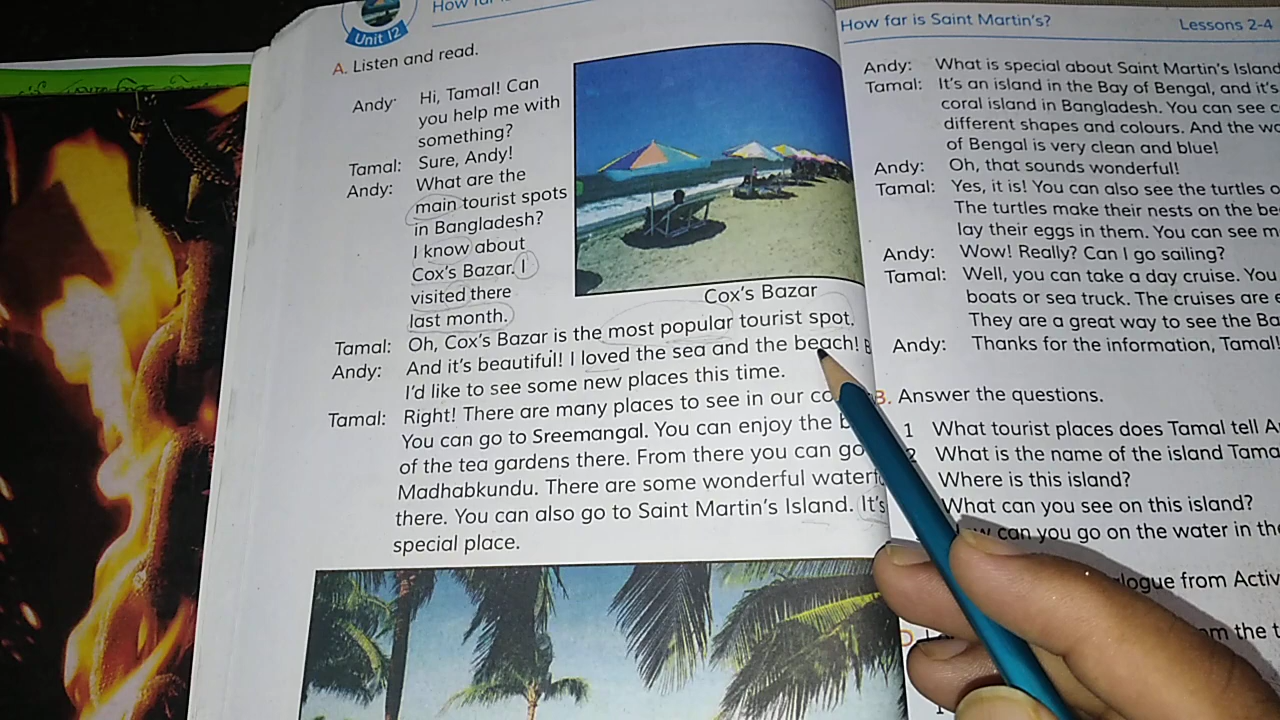 Unit 12
How far is
A. Listen and read.
Andy: Hi, Tamal! Can
you help me with
something?
Tamal: Sure, Andy!
Andy: What are the
main tourist spots
in Bangladesh?
I know about
Cox's Bazar. I
visited there
last month.
Cox's Bazar
Tamal: Oh, Cox's Bazar is the most popular tourist spot.
Andy: And it's beautiful! I loved the sea and the beach!
I'd like to see some new places this time.
Tamal: Right! There are many places to see in our
You can go to Sreemangal. You can enjoy the
of the tea gardens there. From there you can go
Madhabkundu. There are some wonderful
there. You can also go to Saint Martin's Island. It's
special place.
How far is Saint Martin's? Lessons 2-4
Andy: What is special about Saint Martin's Island
Tamal: It's an island in the Bay of Bengal, and it's
coral island in Bangladesh. You can see
different shapes and colours. And the
of Bengal is very clean and blue!
Andy: Oh, that sounds wonderful!
Tamal: Yes, it is! You can also see the turtles
The turtles make their nests on the
lay their eggs in them. You can see
Andy: Wow! Really? Can I go sailing?
Tamal: Well, you can take a day cruise. You
boats or sea truck. The cruises are
They are a great way to see the
Andy: Thanks for the information, Tamal!
B. Answer the questions.
1 What tourist places does Tamal tell
2 What is the name of the island
Where is this island?
What can you see on this island?
can you go on the water in the
from
the